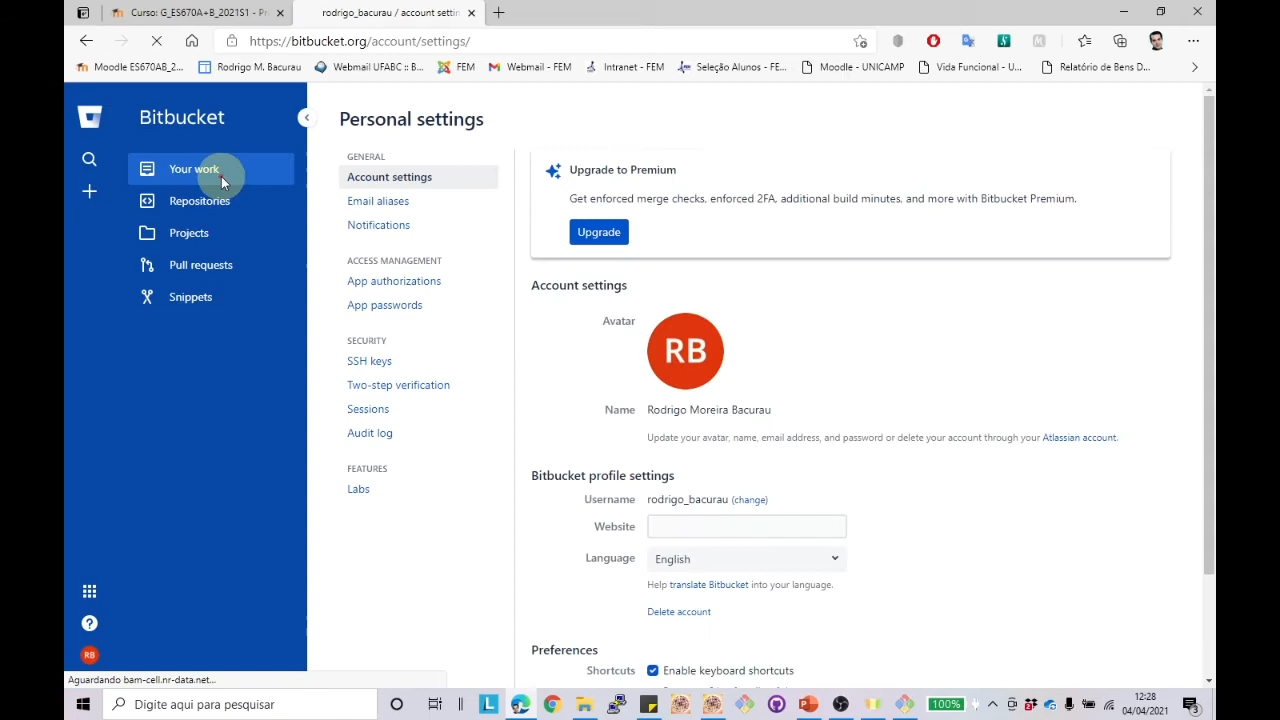 Curso: G_ES670A+B_2021S1 - Pr
rodrigo_bacurau / account settin
https://bitbucket.org/account/settings/
Moodle ES670AB_2...
Rodrigo M. Bacurau
Webmail UFABC :: B...
FEM
Webmail - FEM
Intranet - FEM
Seleção Alunos - FE...
Moodle - UNICAMP
Vida Funcional - U...
Relatório de Bens D...
Bitbucket
Your work
Repositories
Projects
Pull requests
Snippets
RB
Personal settings
GENERAL
Account settings
Email aliases
Notifications
ACCESS MANAGEMENT
App authorizations
App passwords
SECURITY
SSH keys
Two-step verification
Sessions
Audit log
FEATURES
Labs
Upgrade to Premium
Get enforced merge checks, enforced 2FA, additional build minutes, and more with Bitbucket Premium.
Upgrade
Account settings
Avatar
RB
Name Rodrigo Moreira Bacurau
Update your avatar, name, email address, and password or delete your account through your Atlassian account.
Bitbucket profile settings
Username rodrigo_bacurau (change)
Website
Language English
Help translate Bitbucket into your language.
Delete account
Preferences
Shortcuts Enable keyboard shortcuts
Aguardando bam-cell.nr-data.net...
Digite aqui para pesquisar
100%
12:28
04/04/2021
3